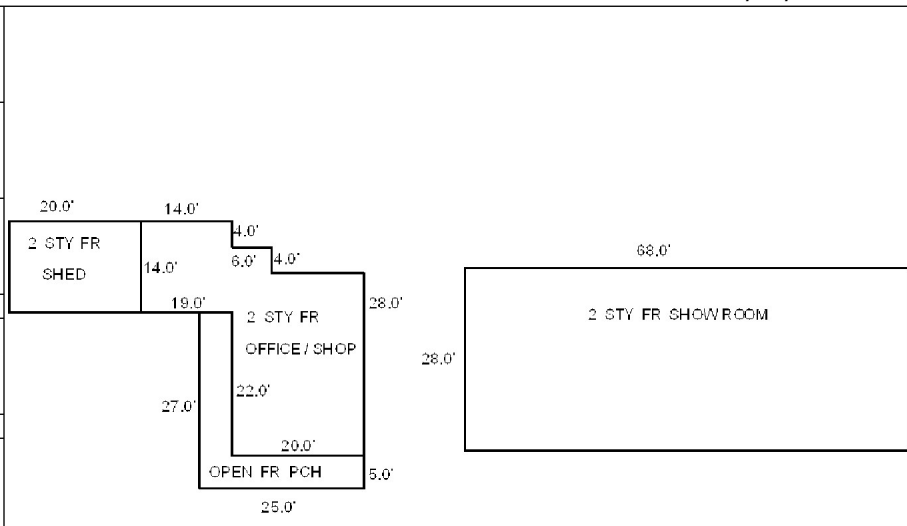 20.0'
14.0'
4.0'
2 STY FR
SHED
14.0'
6.0'
4.0'
68.0'
19.0'
28.0'
2 STY FR
OFFICE / SHOP
2 STY FR SHOWROOM
28.0'
22.0'
27.0'
20.0'
OPEN FR PCH
5.0'
25.0'